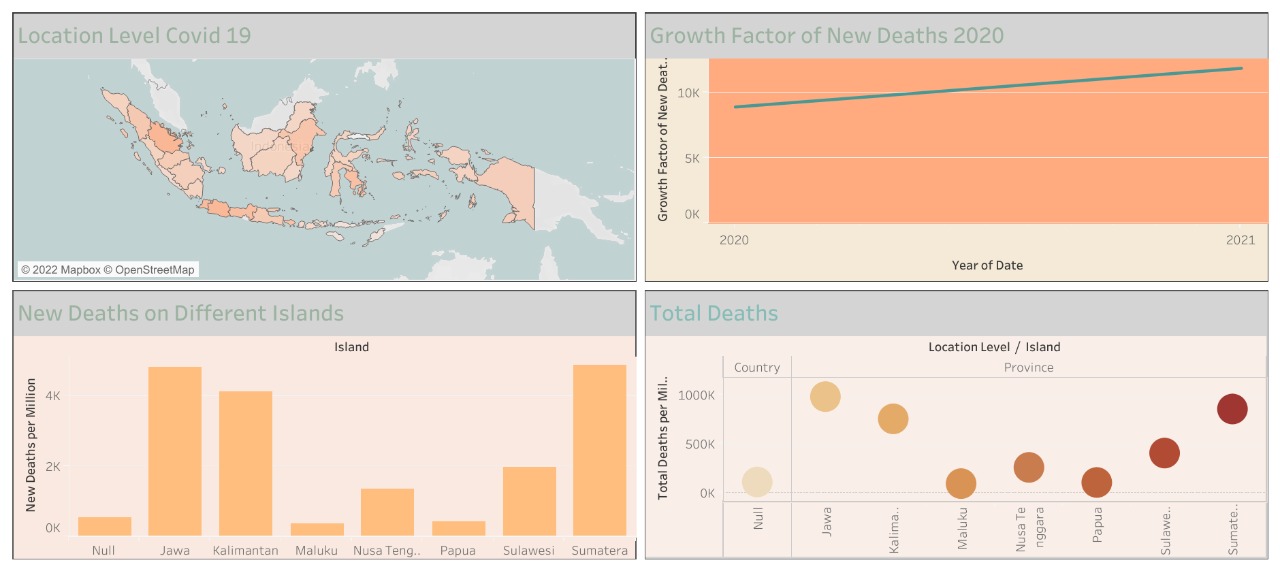 Location Level Covid 19
Indonesia
© 2022 Mapbox © OpenStreetMap
Growth Factor of New Deaths 2020
Growth Factor of New Deat..
10K
5K
0K
2020
2021
Year of Date
New Deaths on Different Islands
Island
New Deaths per Million
4K
2K
0K
Null
Jawa
Kalimantan
Maluku
Nusa Teng..
Papua
Sulawesi
Sumatera
Total Deaths
Location Level / Island
Country
Province
Total Deaths per Mil..
1000K
500K
0K
Null
Jawa
Kalima..
Maluku
Nusa Te
nggara
Papua
Sulawe..
Sumate..